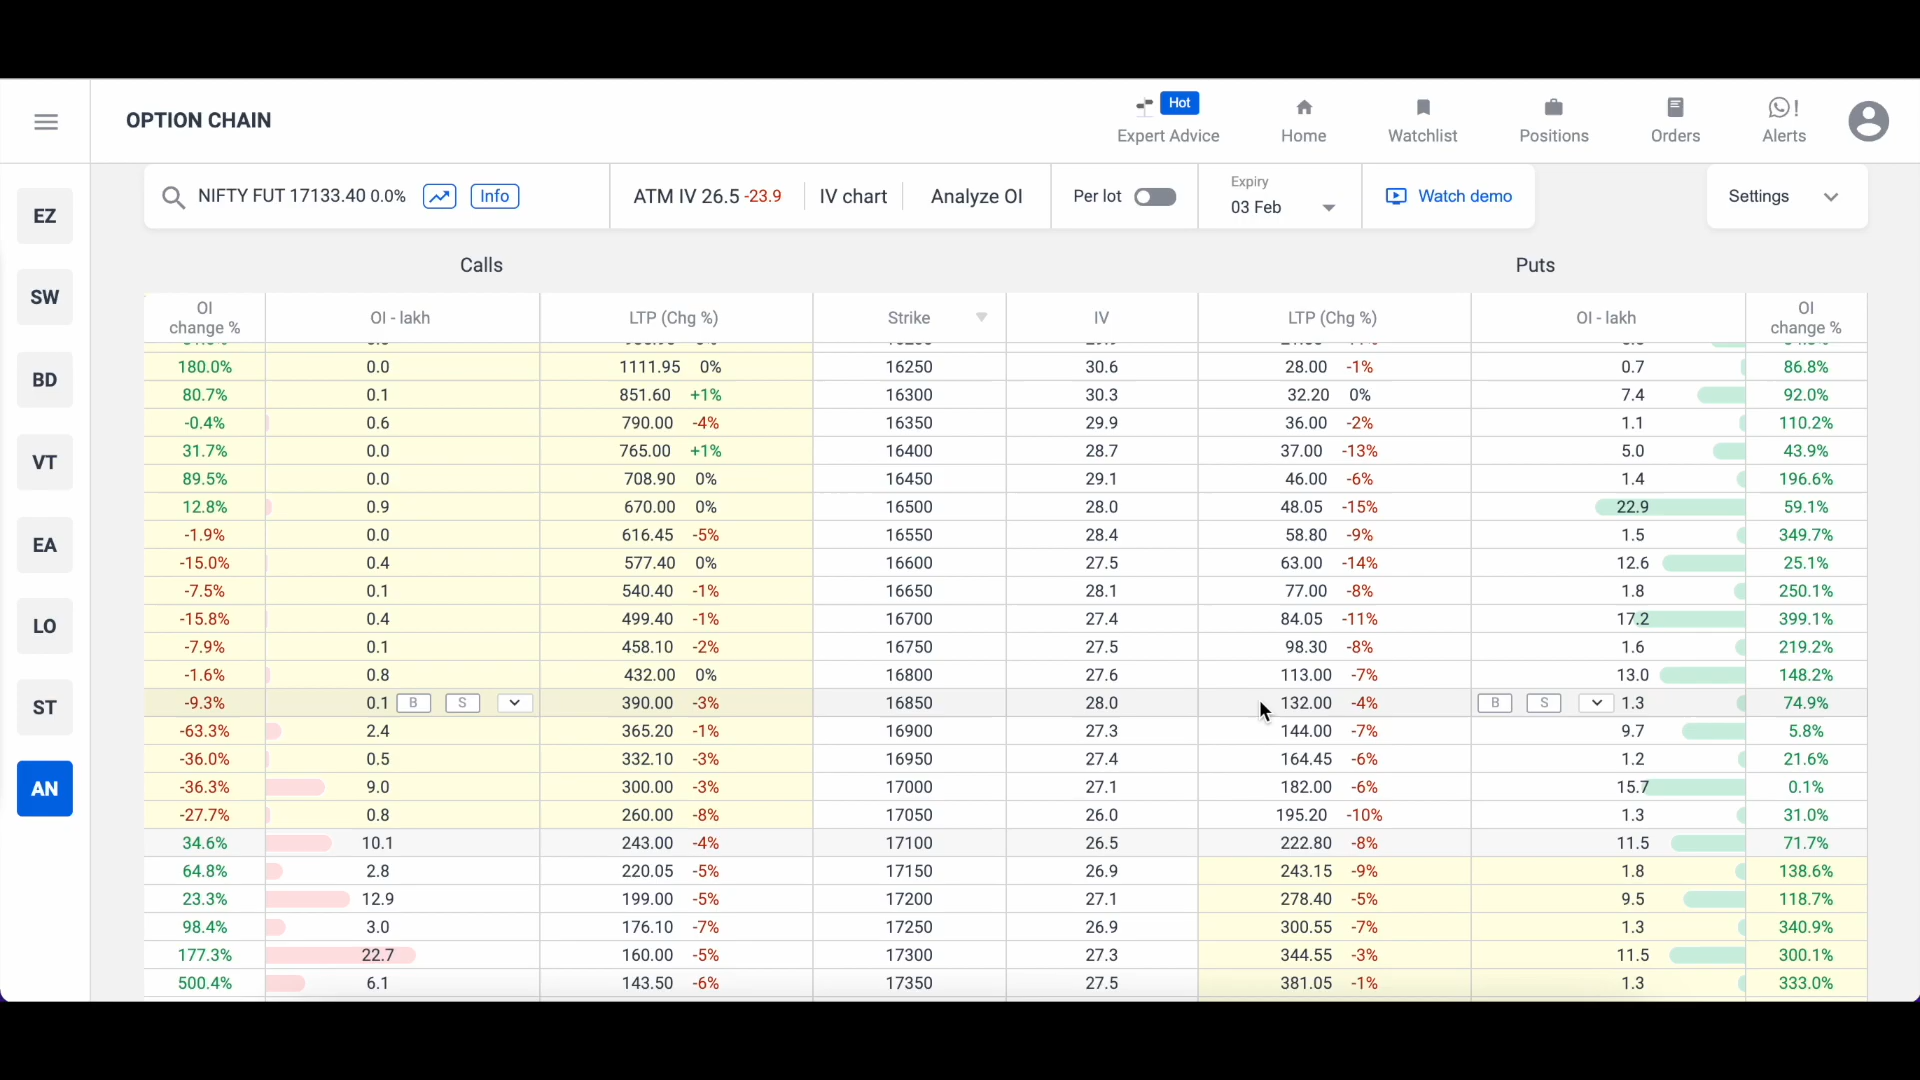 OPTION CHAIN
Hot
Expert Advice
Home
Watchlist
Positions
Orders
!
Alerts
NIFTY FUT 17133.40 0.0% Info
ATM IV 26.5 -23.9 IV chart Analyze OI
Per lot
Expiry
03 Feb
Watch demo
Settings
EZ
SW
BD
VT
EA
LO
ST
AN
Calls Puts
OI change % OI - lakh LTP (Chg %) Strike IV LTP (Chg %) OI - lakh OI change %
180.0% 0.0 1111.95 0% 16250 30.6 28.00 -1% 0.7 86.8%
80.7% 0.1 851.60 +1% 16300 30.3 32.20 0% 7.4 92.0%
-0.4% 0.6 790.00 -4% 16350 29.9 36.00 -2% 1.1 110.2%
31.7% 0.0 765.00 +1% 16400 28.7 37.00 -13% 5.0 43.9%
89.5% 0.0 708.90 0% 16450 29.1 46.00 -6% 1.4 196.6%
12.8% 0.9 670.00 0% 16500 28.0 48.05 -15% 22.9 59.1%
-1.9% 0.0 616.45 -5% 16550 28.4 58.80 -9% 1.5 349.7%
-15.0% 0.4 577.40 0% 16600 27.5 63.00 -14% 12.6 25.1%
-7.5% 0.1 540.40 -1% 16650 28.1 77.00 -8% 1.8 250.1%
-15.8% 0.4 499.40 -1% 16700 27.4 84.05 -11% 17.2 399.1%
-7.9% 0.1 458.10 -2% 16750 27.5 98.30 -8% 1.6 219.2%
-1.6% 0.8 432.00 0% 16800 27.6 113.00 -7% 13.0 148.2%
-9.3% 0.1 B S 390.00 -3% 16850 28.0 132.00 -4% B S 1.3 74.9%
-63.3% 2.4 365.20 -1% 16900 27.3 144.00 -7% 9.7 5.8%
-36.0% 0.5 332.10 -3% 16950 27.4 164.45 -6% 1.2 21.6%
-36.3% 9.0 300.00 -3% 17000 27.1 182.00 -6% 15.7 0.1%
-27.7% 0.8 260.00 -8% 17050 26.0 195.20 -10% 1.3 31.0%
34.6% 10.1 243.00 -4% 17100 26.5 222.80 -8% 11.5 71.7%
64.8% 2.8 220.05 -5% 17150 26.9 243.15 -9% 1.8 138.6%
23.3% 12.9 199.00 -5% 17200 27.1 278.40 -5% 9.5 118.7%
98.4% 3.0 176.10 -7% 17250 26.9 300.55 -7% 1.3 340.9%
177.3% 22.7 160.00 -5% 17300 27.3 344.55 -3% 11.5 300.1%
500.4% 6.1 143.50 -6% 17350 27.5 381.05 -1% 1.3 333.0%